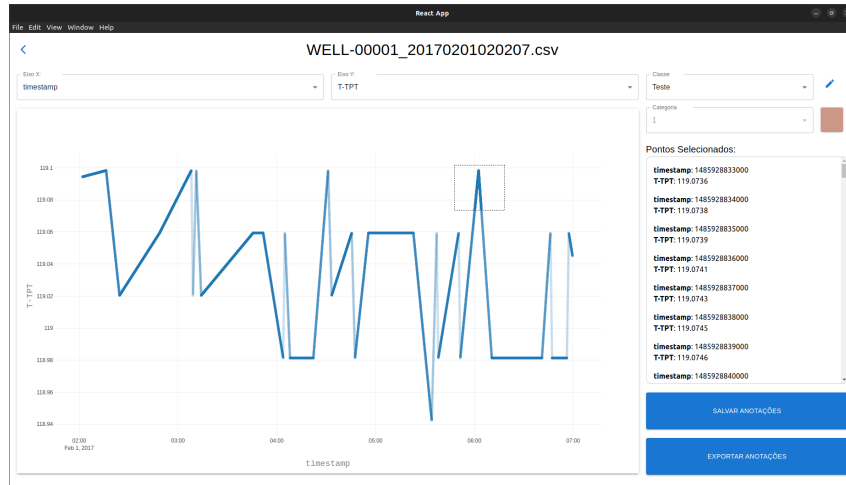 React App
File Edit View Window Help
WELL-00001_20170201020207.csv
Eixo X:
timestamp
Eixo Y:
T-TPT
Classe
Teste
Categoria
1
Pontos Selecionados:
timestamp: 1485928833000
T-TPT: 119.0736
timestamp: 1485928834000
T-TPT: 119.0738
timestamp: 1485928835000
T-TPT: 119.0739
timestamp: 1485928836000
T-TPT: 119.0741
timestamp: 1485928837000
T-TPT: 119.0743
timestamp: 1485928838000
T-TPT: 119.0745
timestamp: 1485928839000
T-TPT: 119.0746
timestamp: 1485928840000
119.1
119.08
119.06
119.04
119.02
119
118.98
118.96
118.94
T-TPT
02:00
Feb 1, 2017
03:00
04:00
05:00
06:00
07:00
timestamp
SALVAR ANOTAÇÕES
EXPORTAR ANOTAÇÕES